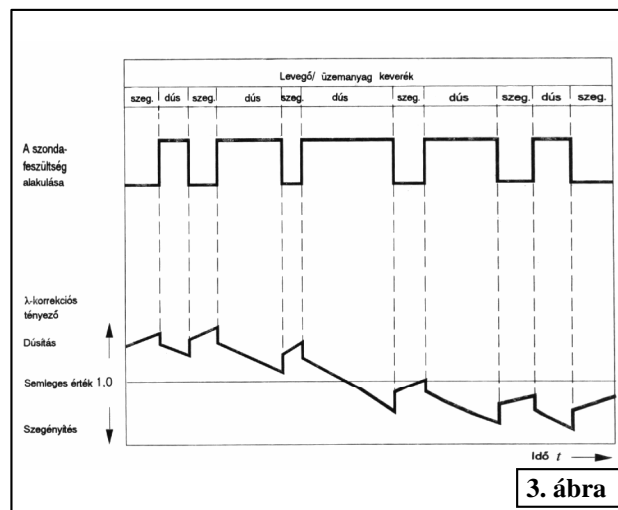 Levegő/ üzemanyag keverék
szeg. dús szeg. dús szeg. dús szeg. dús szeg. dús szeg.
A szonda-
feszültség
alakulása
λ-korrekciós
tényező
Dúsítás
Semleges érték 1.0
Szegényítés
Idő t
3. ábra